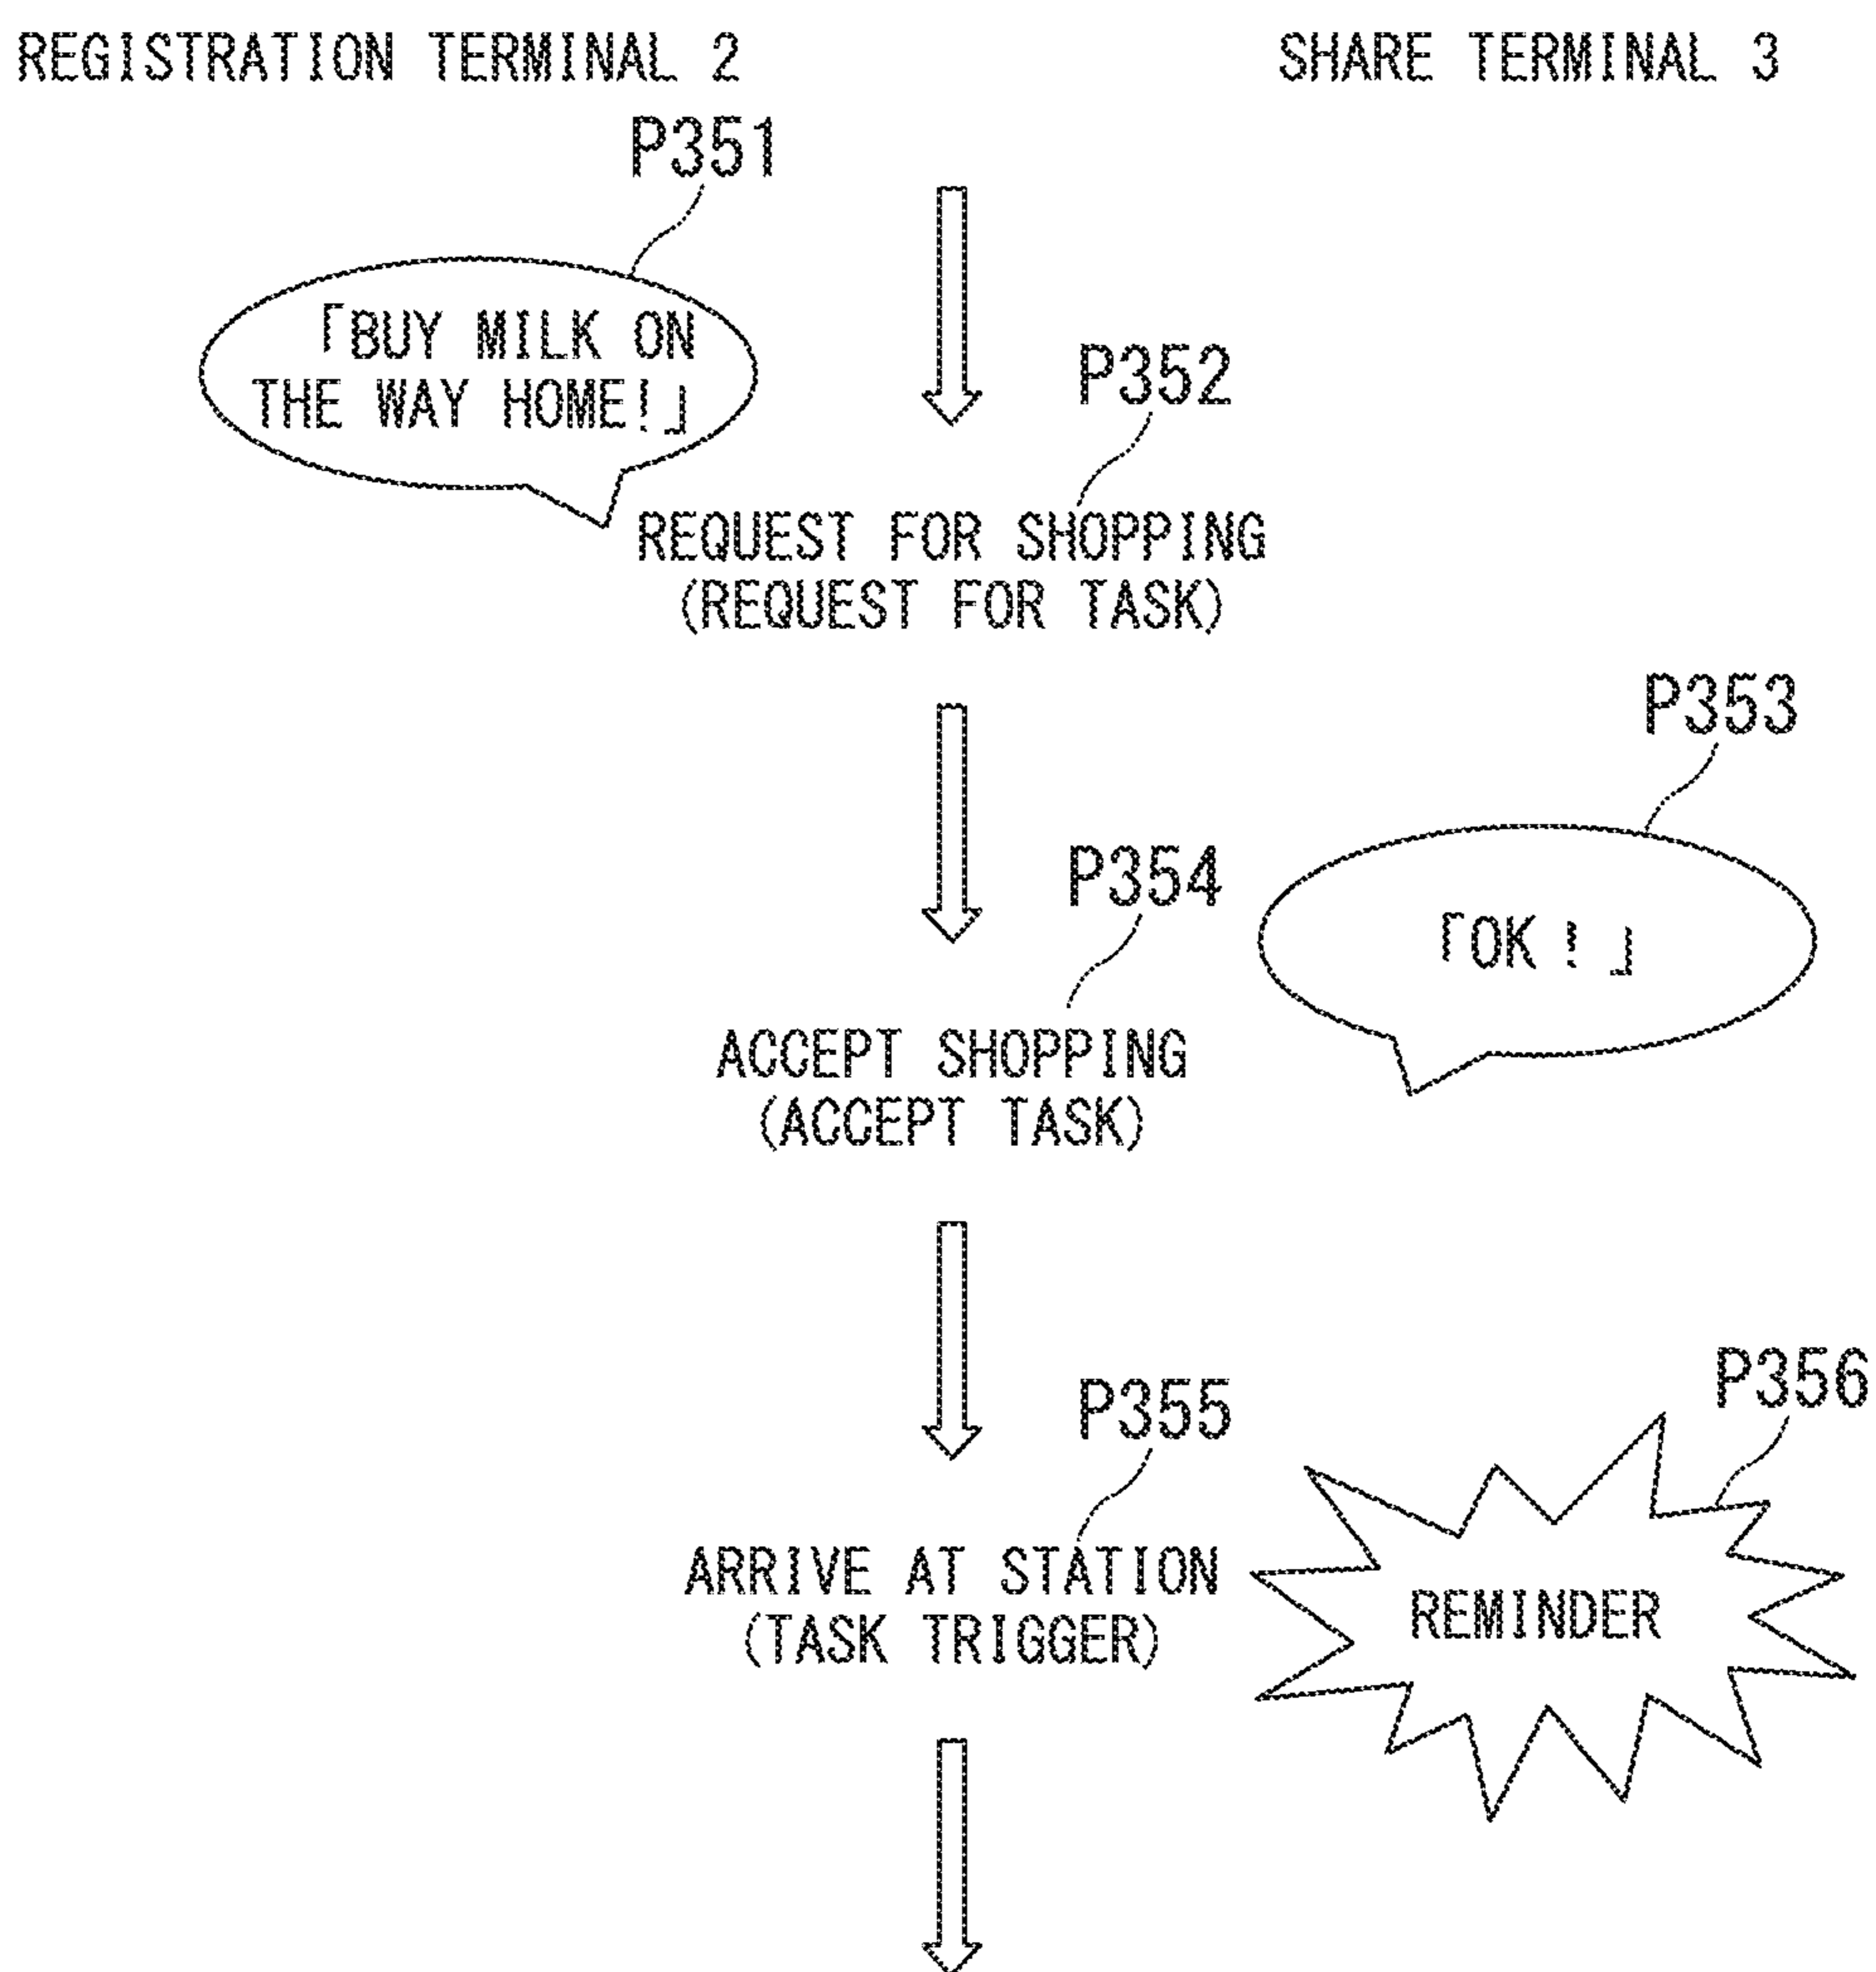 REGISTRATION TERMINAL 2
SHARE TERMINAL 3
P351
「BUY MILK ON
THE WAY HOME!」
P352
REQUEST FOR SHOPPING
(REQUEST FOR TASK)
P353
「OK！」
P354
ACCEPT SHOPPING
(ACCEPT TASK)
P355
ARRIVE AT STATION
(TASK TRIGGER)
P356
REMINDER